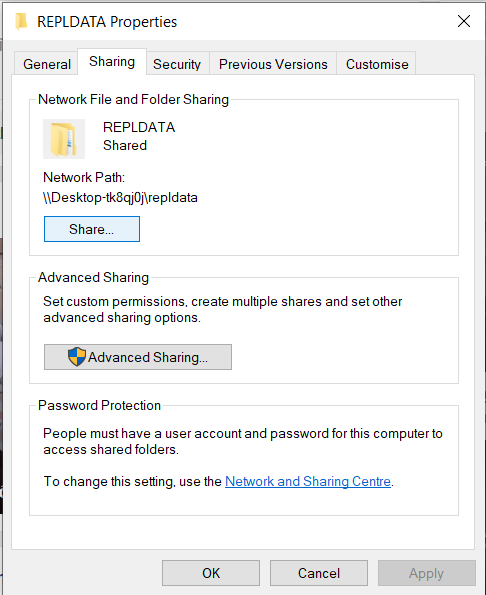 REPLDATA Properties
General
Sharing
Security
Previous Versions
Customise
Network File and Folder Sharing
REPLDATA
Shared
Network Path:
\\Desktop-tk8qj0j\repldata
Share...
Advanced Sharing
Set custom permissions, create multiple shares and set other
advanced sharing options.
Advanced Sharing...
Password Protection
People must have a user account and password for this computer to
access shared folders.
To change this setting, use the Network and Sharing Centre.
OK
Cancel
Apply